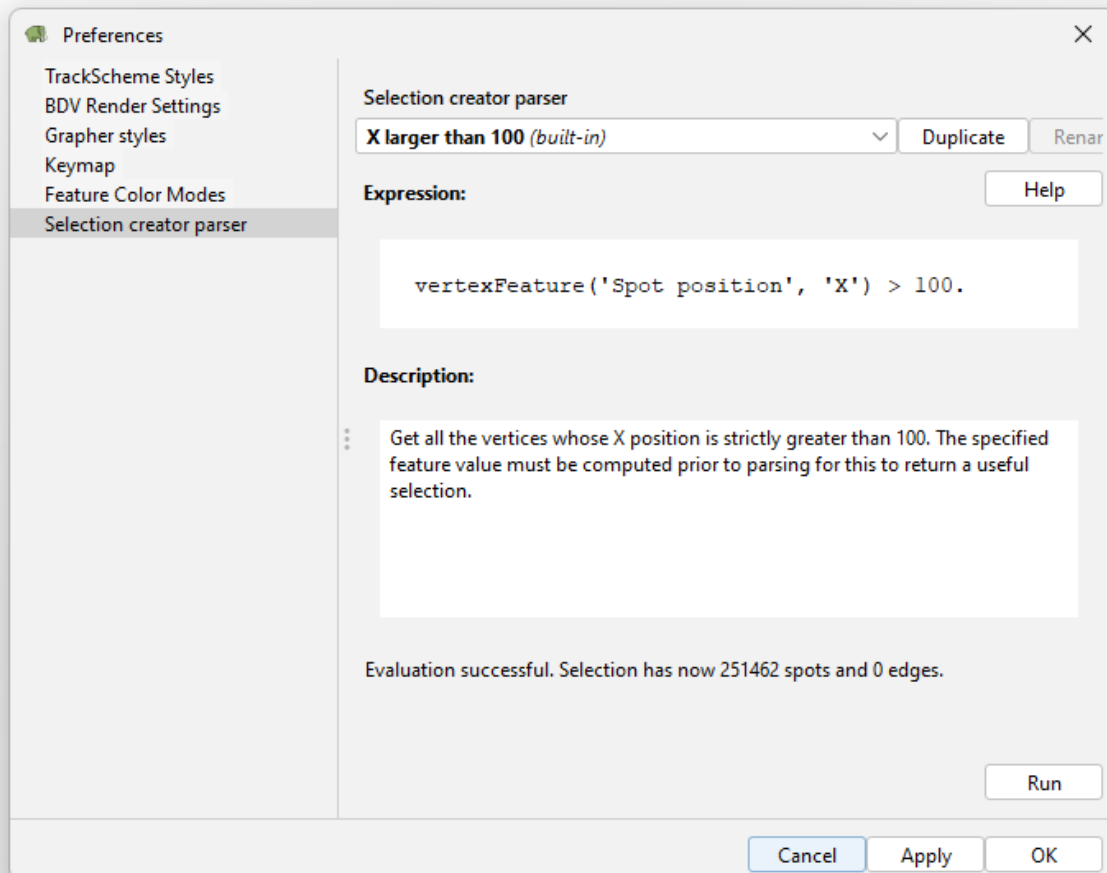 Preferences
TrackScheme Styles
BDV Render Settings
Grapher styles
Keymap
Feature Color Modes
Selection creator parser
Selection creator parser
X larger than 100 (built-in)
Duplicate
Renar
Expression:
Help
vertexFeature('Spot position', 'X') > 100.
Description:
Get all the vertices whose X position is strictly greater than 100. The specified
feature value must be computed prior to parsing for this to return a useful
selection.
Evaluation successful. Selection has now 251462 spots and 0 edges.
Run
Cancel
Apply
OK